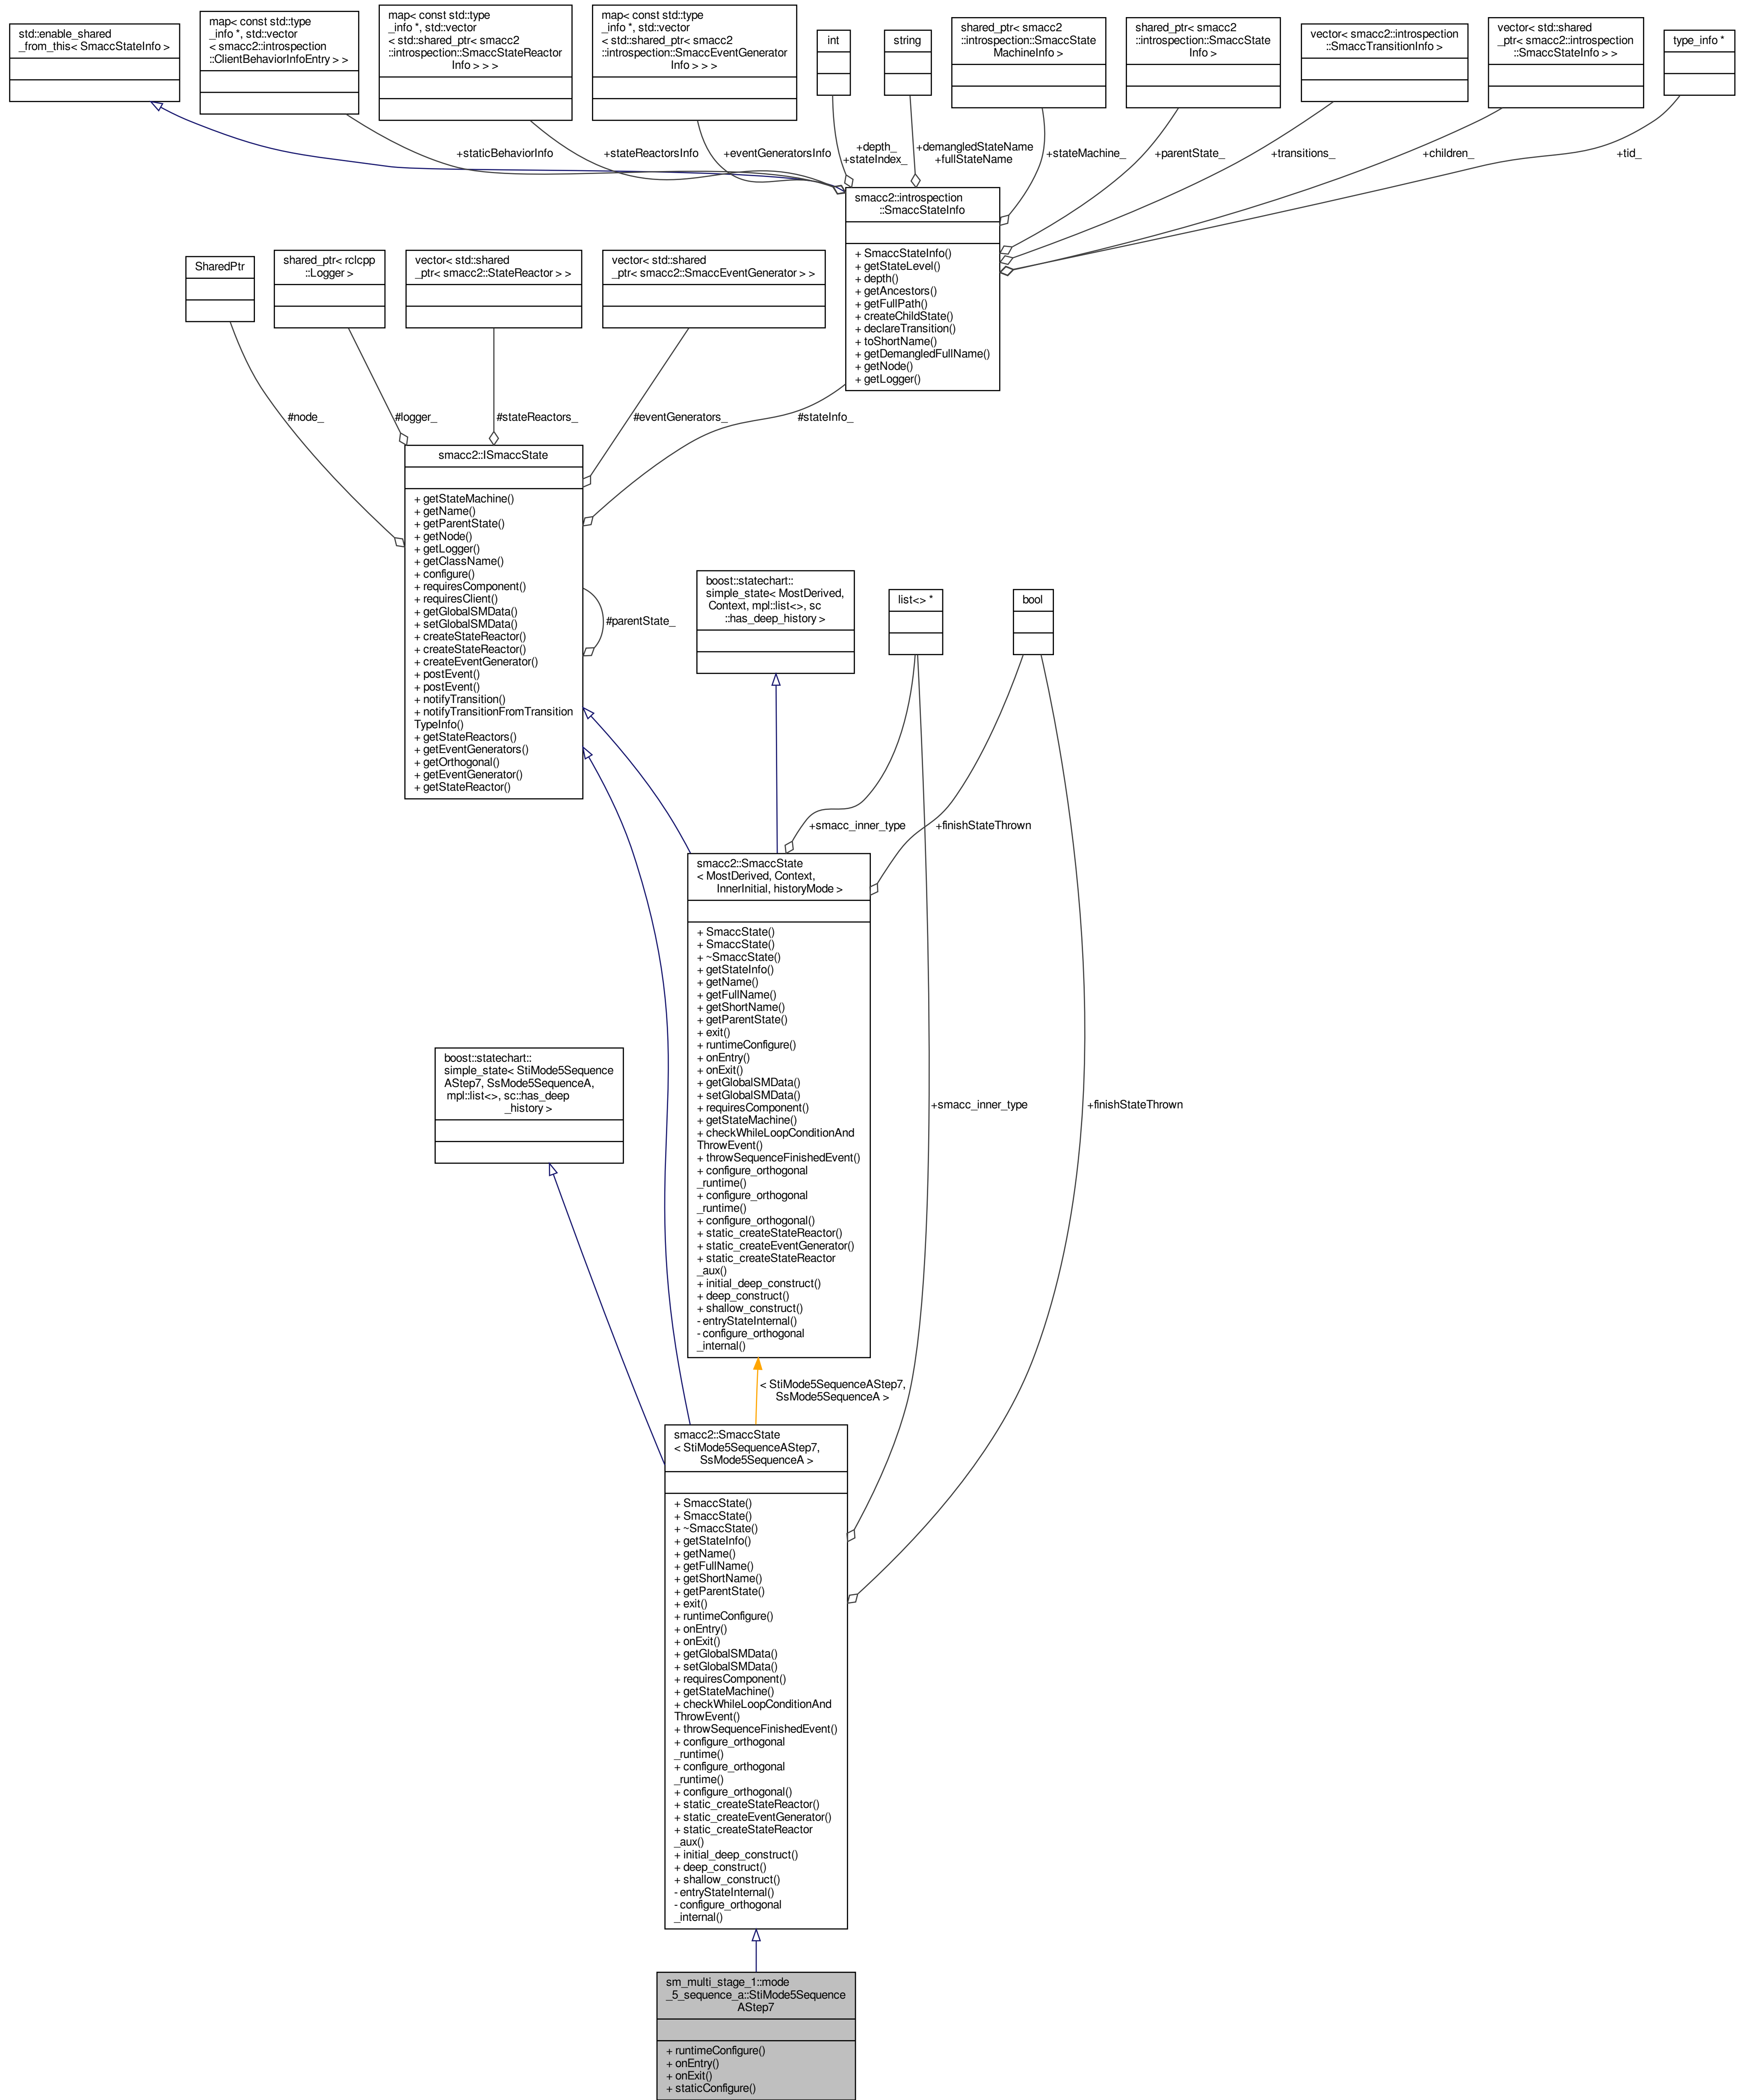 std::enable_shared
_from_this< SmaccStateInfo >
map< const std::type
_info *, std::vector
< smacc2::introspection
::ClientBehaviorInfoEntry > >
map< const std::type
_info *, std::vector
< std::shared_ptr< smacc2
::introspection::SmaccStateReactor
Info > > >
map< const std::type
_info *, std::vector
< std::shared_ptr< smacc2
::introspection::SmaccEventGenerator
Info > > >
int
string
shared_ptr< smacc2
::introspection::SmaccState
MachineInfo >
shared_ptr< smacc2
::introspection::SmaccState
Info >
vector< smacc2::introspection
::SmaccTransitionInfo >
vector< std::shared
_ptr< smacc2::introspection
::SmaccStateInfo > >
type_info *
+staticBehaviorInfo
+stateReactorsInfo
+eventGeneratorsInfo
+depth_
+stateIndex_
+demangledStateName
+fullStateName
+stateMachine_
+parentState_
+transitions_
+children_
+tid_
smacc2::introspection
::SmaccStateInfo
+ SmaccStateInfo()
+ getStateLevel()
+ depth()
+ getAncestors()
+ getFullPath()
+ createChildState()
+ declareTransition()
+ toShortName()
+ getDemangledFullName()
+ getNode()
+ getLogger()
SharedPtr
shared_ptr< rclcpp
::Logger >
vector< std::shared
_ptr< smacc2::StateReactor > >
vector< std::shared
_ptr< smacc2::SmaccEventGenerator > >
#node_
#logger_
#stateReactors_
#eventGenerators_
#stateInfo_
smacc2::ISmaccState
+ getStateMachine()
+ getName()
+ getParentState()
+ getNode()
+ getLogger()
+ getClassName()
+ configure()
+ requiresComponent()
+ requiresClient()
+ getGlobalSMData()
+ setGlobalSMData()
+ createStateReactor()
+ createStateReactor()
+ createEventGenerator()
+ postEvent()
+ postEvent()
+ notifyTransition()
+ notifyTransitionFromTransition
TypeInfo()
+ getStateReactors()
+ getEventGenerators()
+ getOrthogonal()
+ getEventGenerator()
+ getStateReactor()
#parentState_
boost::statechart::
simple_state< MostDerived,
Context, mpl::list<>, sc
::has_deep_history >
list<> *
bool
+smacc_inner_type
+finishStateThrown
smacc2::SmaccState
< MostDerived, Context,
InnerInitial, historyMode >
+ SmaccState()
+ SmaccState()
+ ~SmaccState()
+ getStateInfo()
+ getName()
+ getFullName()
+ getShortName()
+ getParentState()
+ exit()
+ runtimeConfigure()
+ onEntry()
+ onExit()
+ getGlobalSMData()
+ setGlobalSMData()
+ requiresComponent()
+ getStateMachine()
+ checkWhileLoopConditionAnd
ThrowEvent()
+ throwSequenceFinishedEvent()
+ configure_orthogonal
_runtime()
+ configure_orthogonal
_runtime()
+ configure_orthogonal()
+ static_createStateReactor()
+ static_createEventGenerator()
+ static_createStateReactor
_aux()
+ initial_deep_construct()
+ deep_construct()
+ shallow_construct()
- entryStateInternal()
- configure_orthogonal
_internal()
boost::statechart::
simple_state< StiMode5Sequence
AStep7, SsMode5SequenceA,
mpl::list<>, sc::has_deep
_history >
+smacc_inner_type
+finishStateThrown
< StiMode5SequenceAStep7,
SsMode5SequenceA >
smacc2::SmaccState
< StiMode5SequenceAStep7,
SsMode5SequenceA >
+ SmaccState()
+ SmaccState()
+ ~SmaccState()
+ getStateInfo()
+ getName()
+ getFullName()
+ getShortName()
+ getParentState()
+ exit()
+ runtimeConfigure()
+ onEntry()
+ onExit()
+ getGlobalSMData()
+ setGlobalSMData()
+ requiresComponent()
+ getStateMachine()
+ checkWhileLoopConditionAnd
ThrowEvent()
+ throwSequenceFinishedEvent()
+ configure_orthogonal
_runtime()
+ configure_orthogonal
_runtime()
+ configure_orthogonal()
+ static_createStateReactor()
+ static_createEventGenerator()
+ static_createStateReactor
_aux()
+ initial_deep_construct()
+ deep_construct()
+ shallow_construct()
- entryStateInternal()
- configure_orthogonal
_internal()
sm_multi_stage_1::mode
_5_sequence_a::StiMode5Sequence
AStep7
+ runtimeConfigure()
+ onEntry()
+ onExit()
+ staticConfigure()